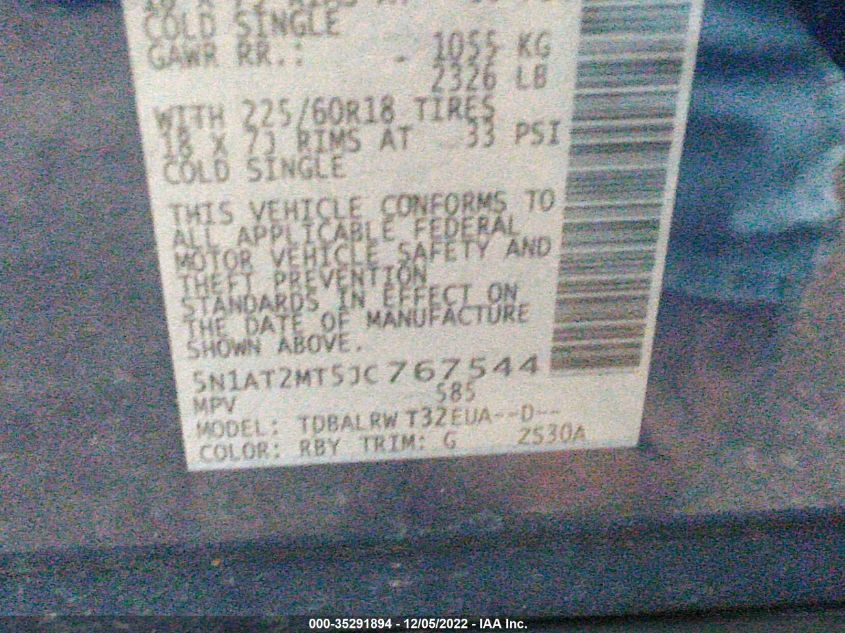 COLD SINGLE
GAWR RR.: - 1055 KG
2326 LB
WITH 225/60R18 TIRES
18 X 7J RIMS AT 33 PSI
COLD SINGLE
THIS VEHICLE CONFORMS TO
ALL APPLICABLE FEDERAL
MOTOR VEHICLE SAFETY AND
THEFT PREVENTION
STANDARDS IN EFFECT ON
THE DATE OF MANUFACTURE
SHOWN ABOVE.
5N1AT2MT5JC767544
MPV 585
MODEL: TDBALRW T32EUA--D--
COLOR: RBY TRIM: G 2530A
000-35291894 - 12/05/2022 - IAA Inc.